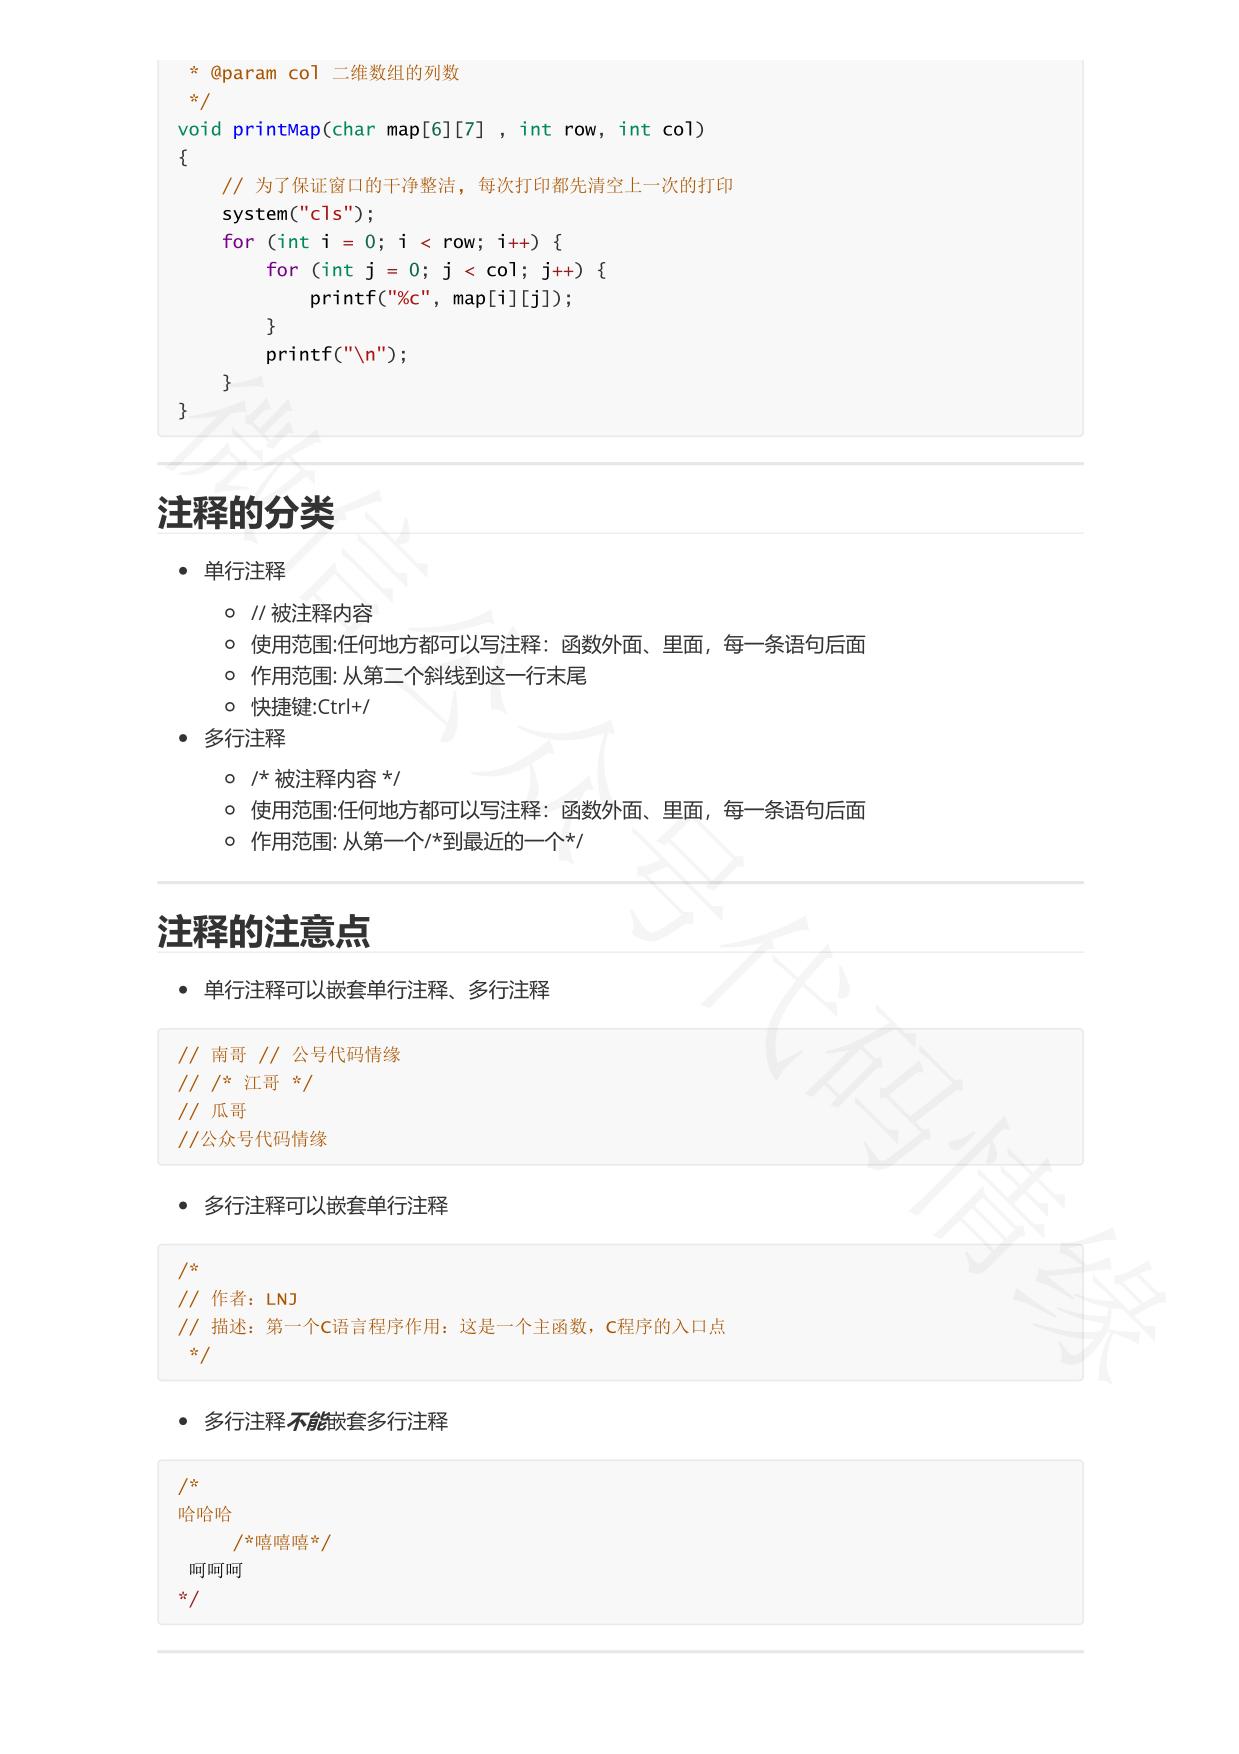 * @param col 二维数组的列数
 */
void printMap(char map[6][7] , int row, int col)
{
    // 为了保证窗口的干净整洁, 每次打印都先清空上一次的打印
    system("cls");
    for (int i = 0; i < row; i++) {
        for (int j = 0; j < col; j++) {
            printf("%c", map[i][j]);
        }
        printf("\n");
    }
}
注释的分类
单行注释
// 被注释内容
使用范围:任何地方都可以写注释：函数外面、里面，每一条语句后面
作用范围: 从第二个斜线到这一行末尾
快捷键:Ctrl+/
多行注释
/* 被注释内容 */
使用范围:任何地方都可以写注释：函数外面、里面，每一条语句后面
作用范围: 从第一个/*到最近的一个*/
注释的注意点
单行注释可以嵌套单行注释、多行注释
// 南哥 // 公号代码情缘
// /* 江哥 */
// 瓜哥
//公众号代码情缘
多行注释可以嵌套单行注释
/*
// 作者：LNJ
// 描述：第一个C语言程序作用：这是一个主函数，C程序的入口点
 */
多行注释不能嵌套多行注释
/*
哈哈哈
     /*嘻嘻嘻*/
 呵呵呵
*/
微信公众号代码情缘